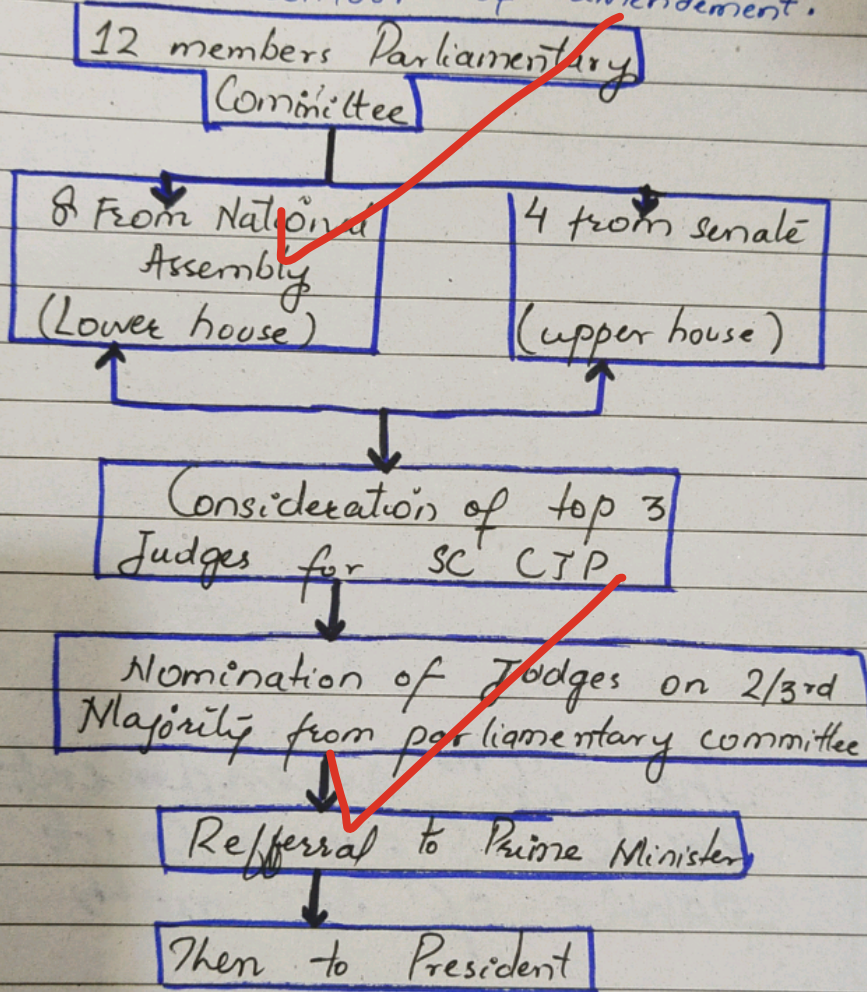 amendement.
12 members Parliamentary
Committee
8 From National
Assembly
(Lower house)
4 from senate
(upper house)
Consideration of top 3
Judges for SC CJP
Nomination of Judges on 2/3rd
Majority from parliamentary committee
Refferral to Prime Minister
Then to President